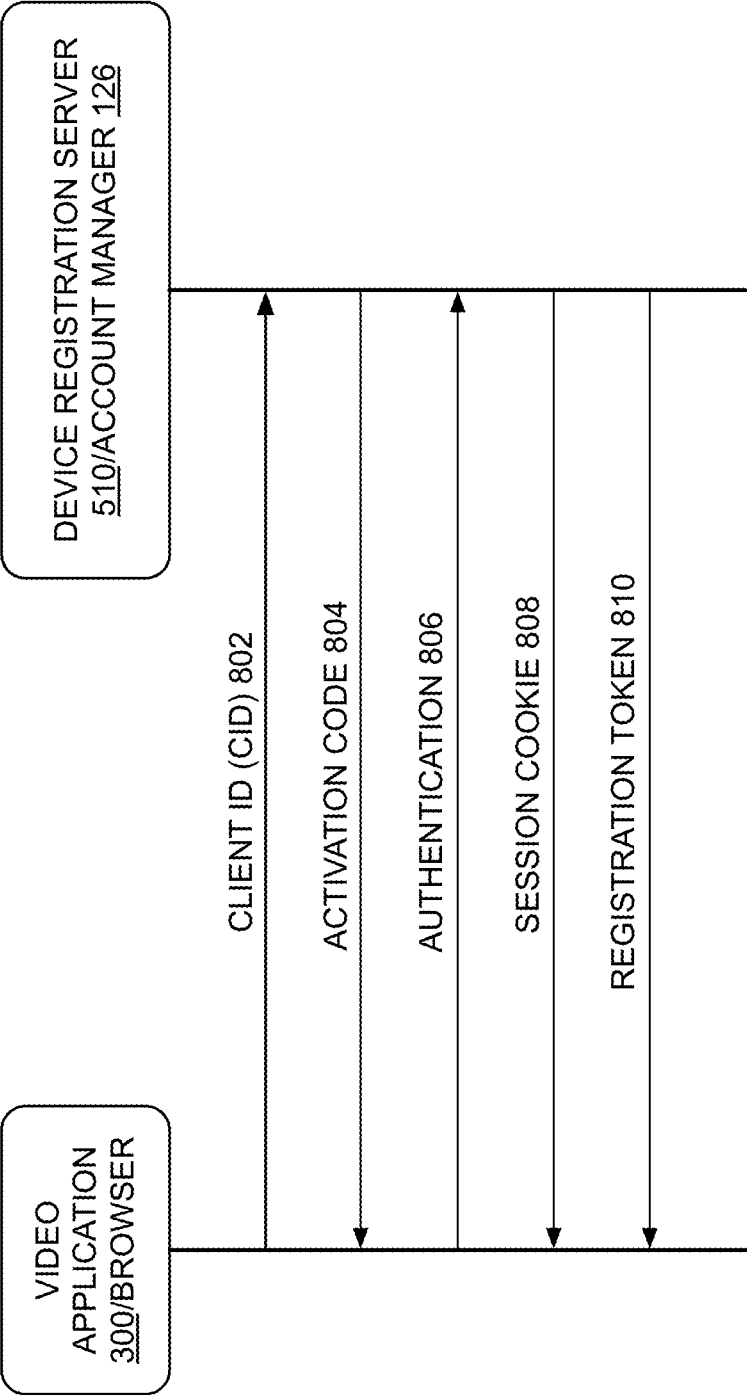 VIDEO
APPLICATION
300/BROWSER
DEVICE REGISTRATION SERVER
510/ACCOUNT MANAGER 126
CLIENT ID (CID) 802
ACTIVATION CODE 804
AUTHENTICATION 806
SESSION COOKIE 808
REGISTRATION TOKEN 810